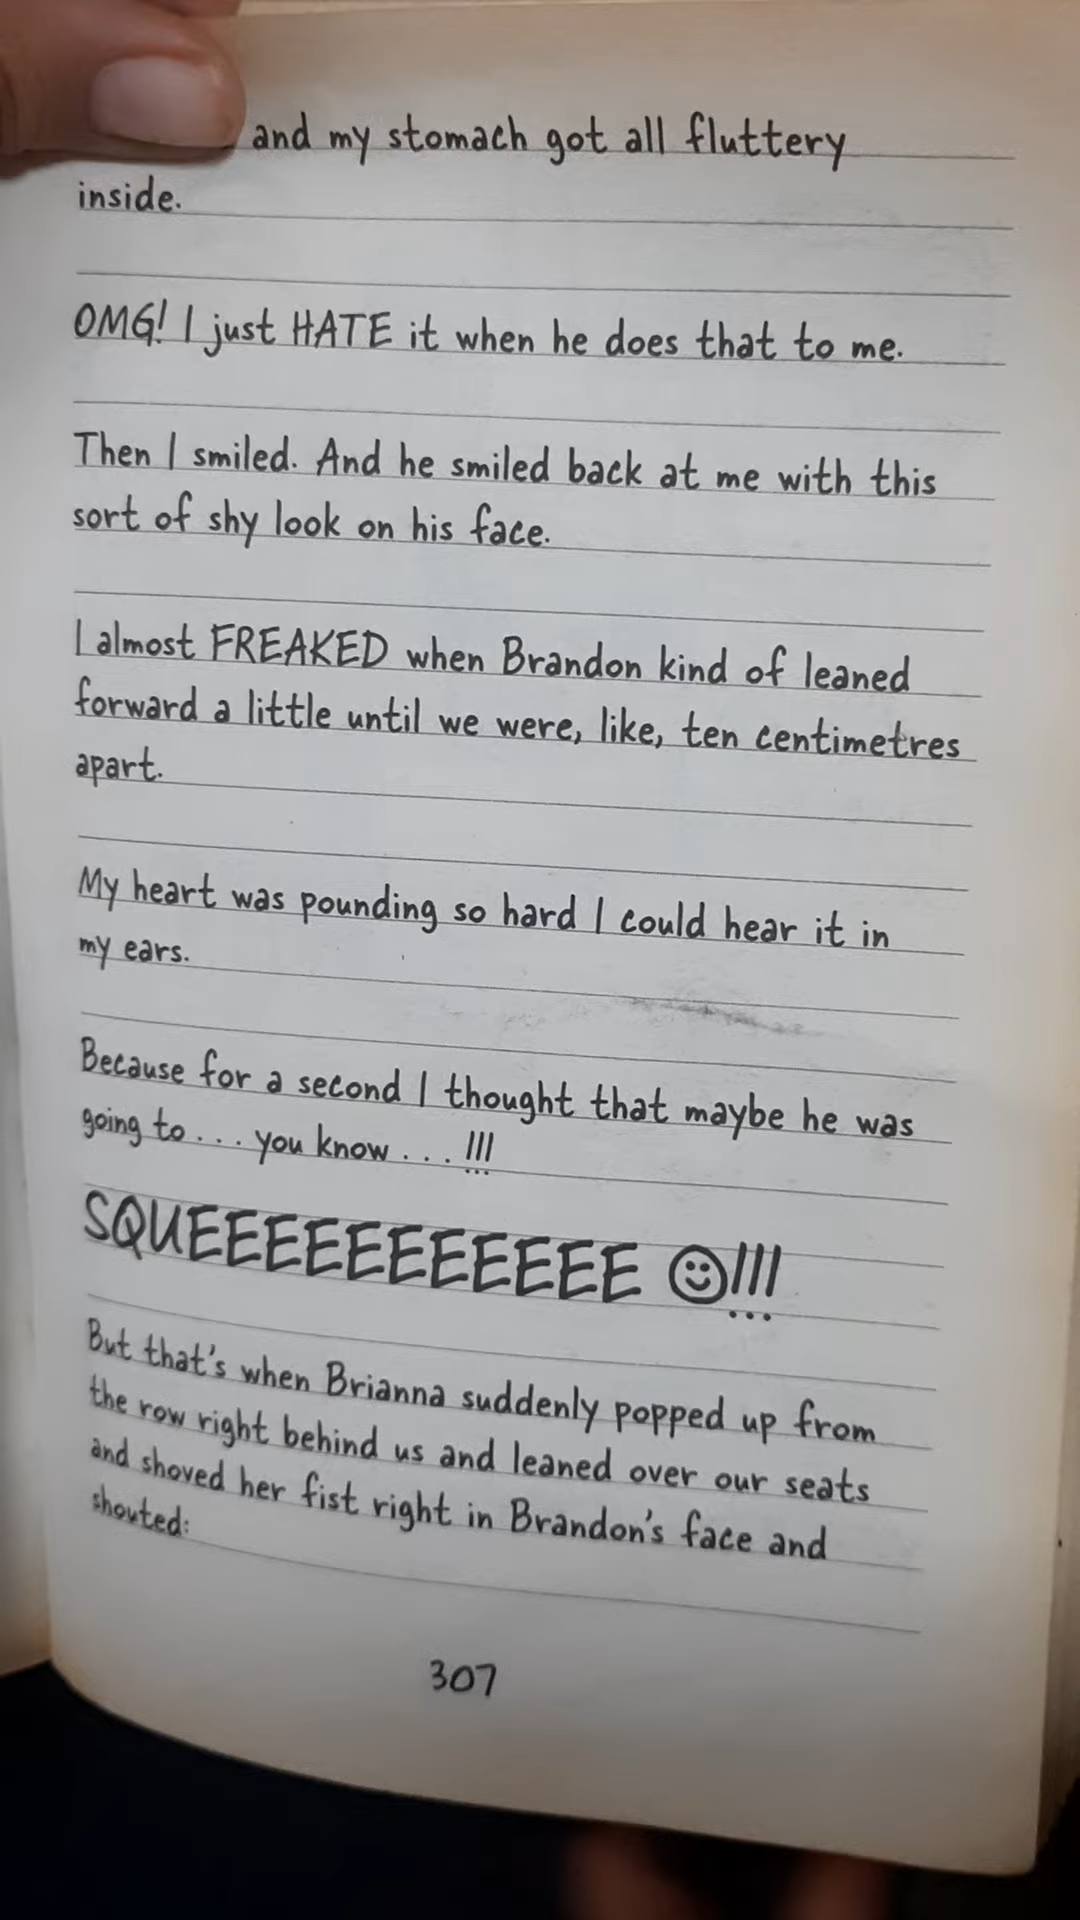 and my stomach got all fluttery
inside.
OMG! I just HATE it when he does that to me.
Then I smiled. And he smiled back at me with this
sort of shy look on his face.
I almost FREAKED when Brandon kind of leaned
forward a little until we were, like, ten centimetres
apart.
My heart was pounding so hard I could hear it in
my ears.
Because for a second I thought that maybe he was
going to . . . you know . . . !!!
SQUEEEEEEEEEEEE ☺!!!
But that's when Brianna suddenly popped up from
the row right behind us and leaned over our seats
and shoved her fist right in Brandon's face and
shouted:
307